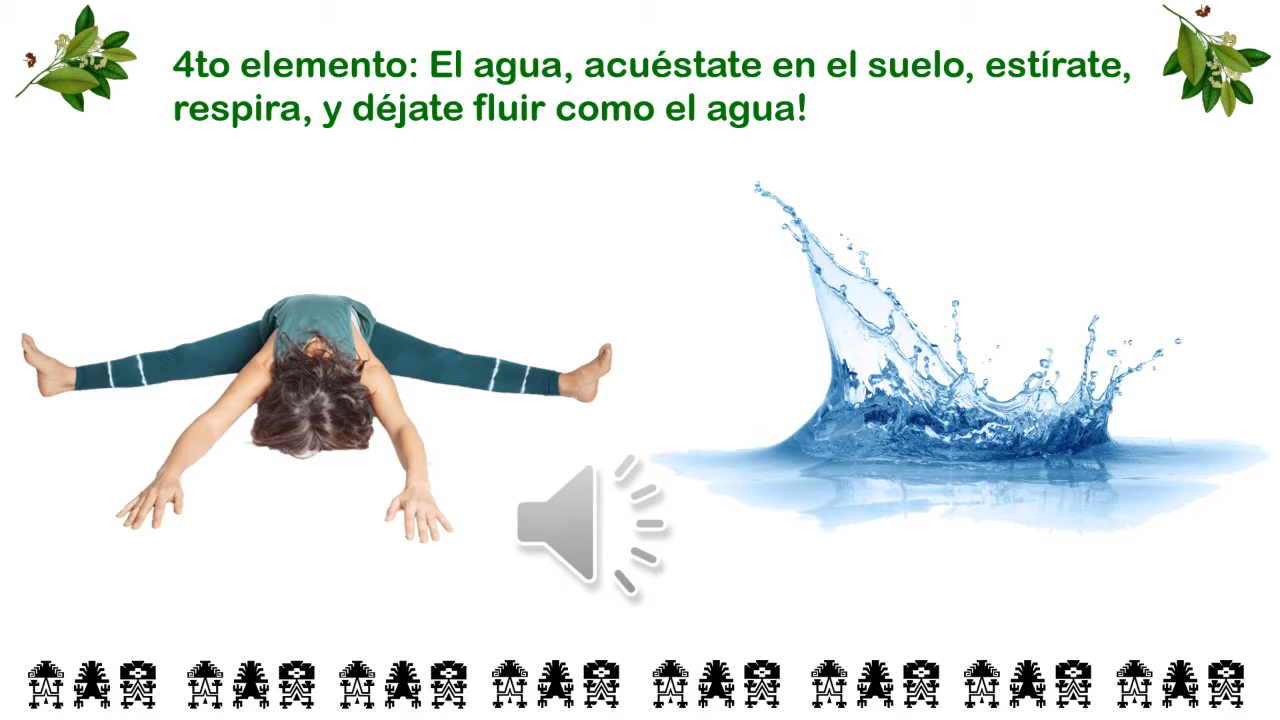 4to elemento: El agua, acuéstate en el suelo, estírate,
respira, y déjate fluir como el agua!